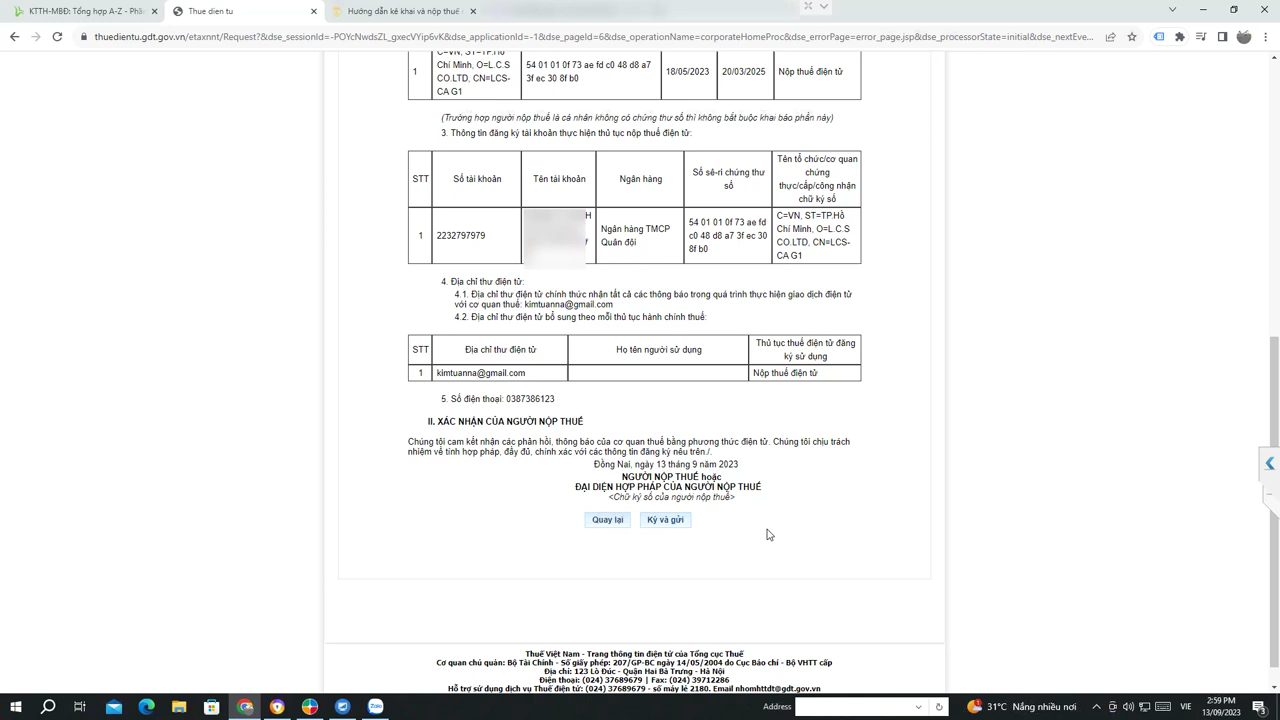 KTTH-MBĐ: Tổng hợp A-Z - Phần
Thue dien tu
Hướng dẫn kê khai và nộp thuế
thuedientu.gdt.gov.vn/etaxnnt/Request?&dse_sessionId=-POYcNwdsZL_gxecVYip6vK&dse_applicationId=-1&dse_pageId=6&dse_operationName=corporateHomeProc&dse_errorPage=error_page.jsp&dse_processorState=initial&dse_nextEve...
1
C=VN, ST=TP.Hồ
Chí Minh, O=L.C.S
CO.LTD, CN=LCS-
CA G1
54 01 01 0f 73 ae fd c0 48 d8 a7
3f ec 30 8f b0
18/05/2023
20/03/2025
Nộp thuế điện tử
(Trường hợp người nộp thuế là cá nhân không có chứng thư số thì không bắt buộc khai báo phần này)
3. Thông tin đăng ký tài khoản thực hiện thủ tục nộp thuế điện tử:
STT
Số tài khoản
Tên tài khoản
Ngân hàng
Số sê-ri chứng thư
số
Tên tổ chức/cơ quan
chứng
thực/cấp/công nhận
chữ ký số
1
2232797979
H
Ngân hàng TMCP
Quân đội
54 01 01 0f 73 ae fd
c0 48 d8 a7 3f ec 30
8f b0
C=VN, ST=TP.Hồ
Chí Minh, O=L.C.S
CO.LTD, CN=LCS-
CA G1
4. Địa chỉ thư điện tử:
4.1. Địa chỉ thư điện tử chính thức nhận tất cả các thông báo trong quá trình thực hiện giao dịch điện tử
với cơ quan thuế: kimtuanna@gmail.com
4.2. Địa chỉ thư điện tử bổ sung theo mỗi thủ tục hành chính thuế:
STT
Địa chỉ thư điện tử
Họ tên người sử dụng
Thủ tục thuế điện tử đăng
ký sử dụng
1
kimtuanna@gmail.com
Nộp thuế điện tử
5. Số điện thoại: 0387386123
II. XÁC NHẬN CỦA NGƯỜI NỘP THUẾ
Chúng tôi cam kết nhận các phản hồi, thông báo của cơ quan thuế bằng phương thức điện tử. Chúng tôi chịu trách
nhiệm về tính hợp pháp, đầy đủ, chính xác với các thông tin đăng ký nêu trên./.
Đồng Nai, ngày 13 tháng 9 năm 2023
NGƯỜI NỘP THUẾ hoặc
ĐẠI DIỆN HỢP PHÁP CỦA NGƯỜI NỘP THUẾ
<Chữ ký số của người nộp thuế>
Quay lại
Ký và gửi
Thuế Việt Nam - Trang thông tin điện tử của Tổng cục Thuế
Cơ quan chủ quản: Bộ Tài Chính - Số giấy phép: 207/GP-BC ngày 14/05/2004 do Cục Báo chí - Bộ VHTT cấp
Địa chỉ: 123 Lò Đúc - Quận Hai Bà Trưng - Hà Nội
Điện thoại: (024) 37689679 | Fax: (024) 39712286
Hỗ trợ sử dụng dịch vụ Thuế điện tử: (024) 37689679 - số máy lẻ 2180. Email nhomhttdt@gdt.gov.vn
Zalo
Address
31°C Nắng nhiều nơi
VIE
2:59 PM
13/09/2023
3